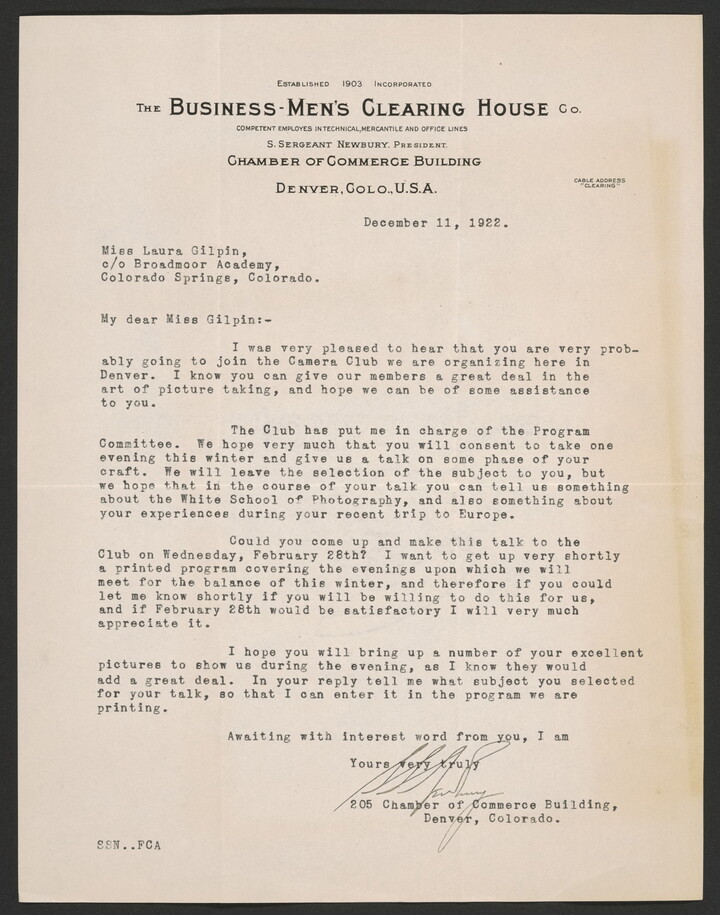 Established 1903 Incorporated
The Business-Men's Clearing House Co.
Competent Employes in Technical, Mercantile and Office Lines
S. Sergeant Newbury, President.
Chamber of Commerce Building
Denver, Colo., U.S.A.
Cable Address
"Clearing"
December 11, 1922.
Miss Laura Gilpin,
c/o Broadmoor Academy,
Colorado Springs, Colorado.
My dear Miss Gilpin:-
I was very pleased to hear that you are very prob-
ably going to join the Camera Club we are organizing here in
Denver. I know you can give our members a great deal in the
art of picture taking, and hope we can be of some assistance
to you.
The Club has put me in charge of the Program
Committee. We hope very much that you will consent to take one
evening this winter and give us a talk on some phase of your
craft. We will leave the selection of the subject to you, but
we hope that in the course of your talk you can tell us something
about the White School of Photography, and also something about
your experiences during your recent trip to Europe.
Could you come up and make this talk to the
Club on Wednesday, February 28th? I want to get up very shortly
a printed program covering the evenings upon which we will
meet for the balance of this winter, and therefore if you could
let me know shortly if you will be willing to do this for us,
and if February 28th would be satisfactory I will very much
appreciate it.
I hope you will bring up a number of your excellent
pictures to show us during the evening, as I know they would
add a great deal. In your reply tell me what subject you selected
for your talk, so that I can enter it in the program we are
printing.
Awaiting with interest word from you, I am
Yours very truly
S S Newbury
205 Chamber of Commerce Building,
Denver, Colorado.
SSN..FCA